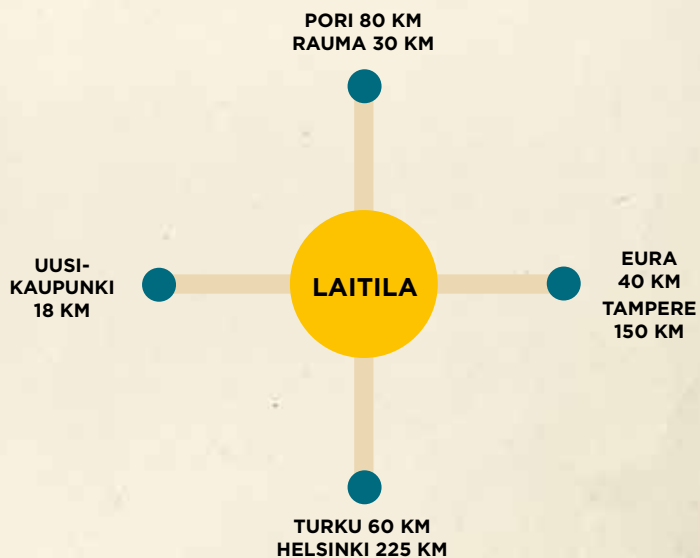 PORI 80 KM
RAUMA 30 KM
UUSI-
KAUPUNKI
18 KM
LAITILA
EURA
40 KM
TAMPERE
150 KM
TURKU 60 KM
HELSINKI 225 KM